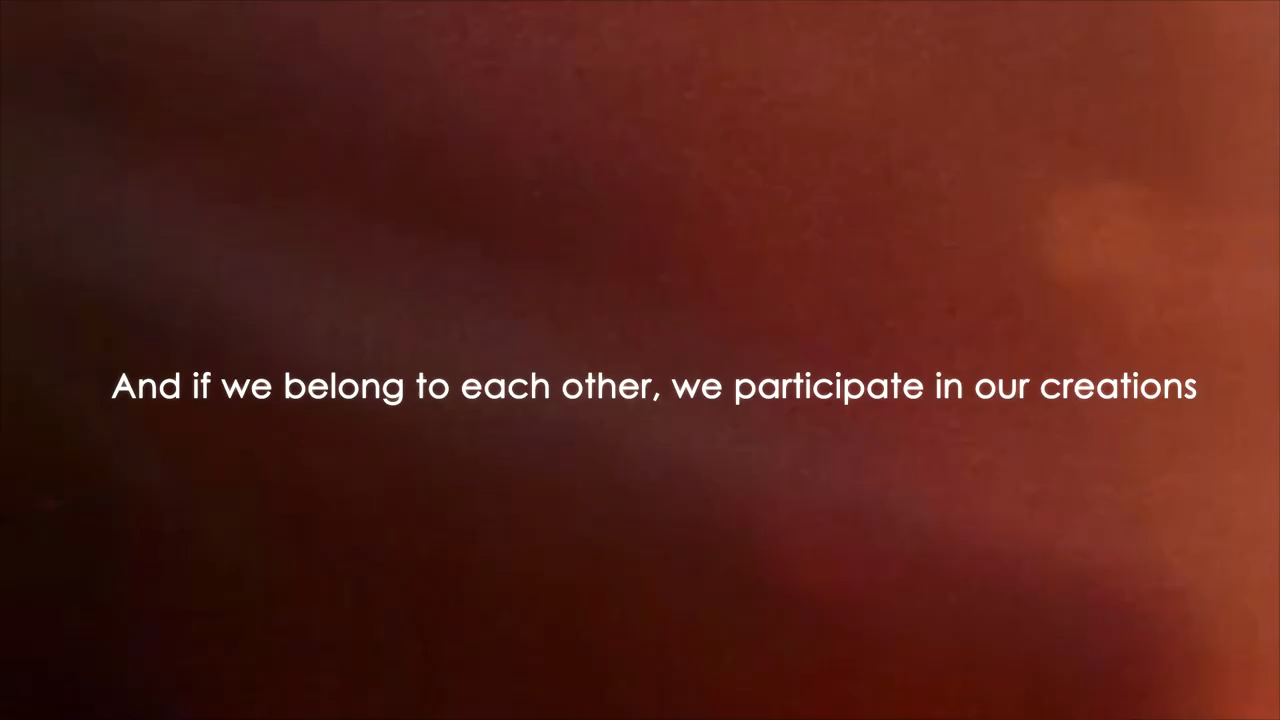 And if we belong to each other, we participate in our creations